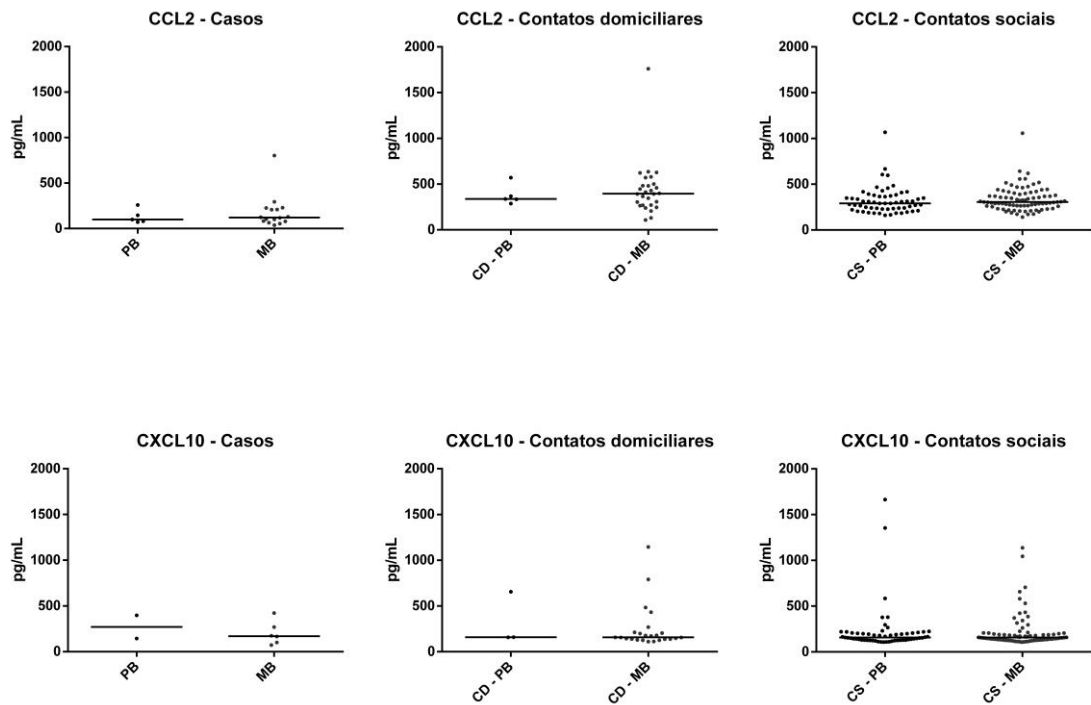 CCL2 - Casos
2000
1500
1000
500
0
pg/mL
PB
MB
CCL2 - Contatos domiciliares
2000
1500
1000
500
0
pg/mL
CD - PB
CD - MB
CCL2 - Contatos sociais
2000
1500
1000
500
0
pg/mL
CS - PB
CS - MB
CXCL10 - Casos
2000
1500
1000
500
0
pg/mL
PB
MB
CXCL10 - Contatos domiciliares
2000
1500
1000
500
0
pg/mL
CD - PB
CD - MB
CXCL10 - Contatos sociais
2000
1500
1000
500
0
pg/mL
CS - PB
CS - MB